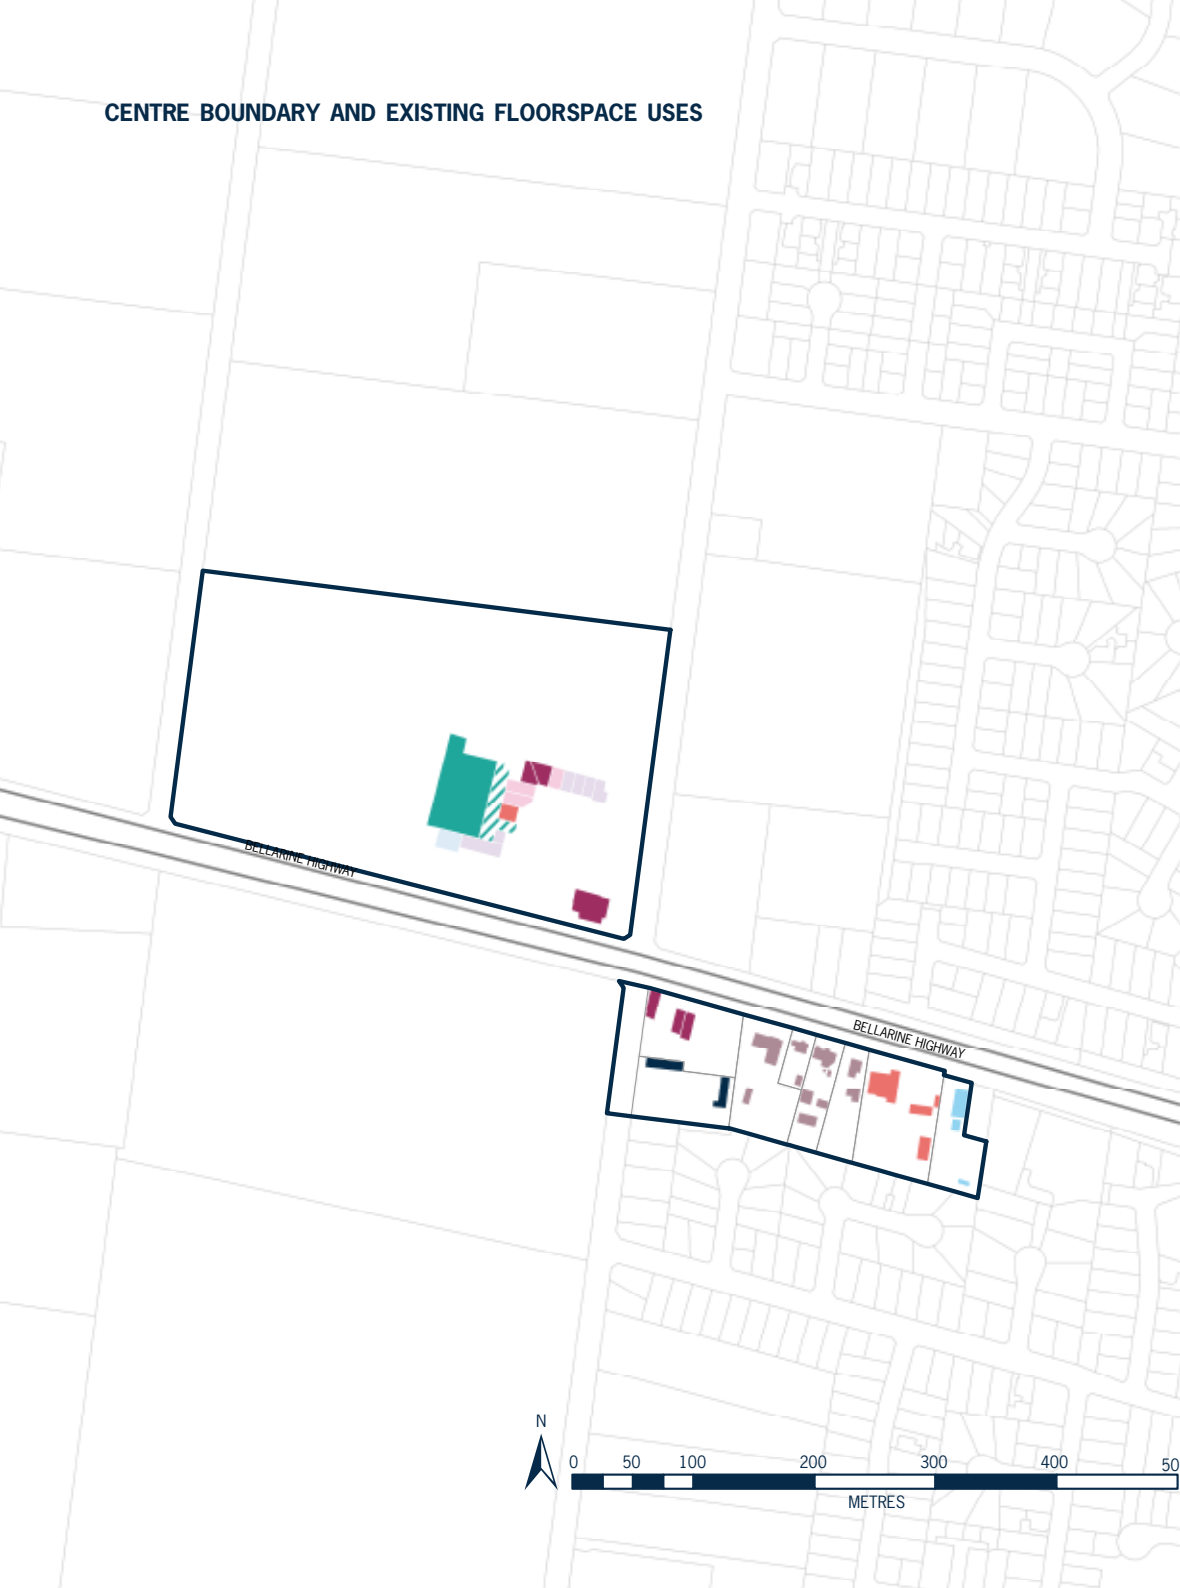 CENTRE BOUNDARY AND EXISTING FLOORSPACE USES
BELLARINE HIGHWAY
BELLARINE HIGHWAY
N
0 50 100 200 300 400 50
METRES